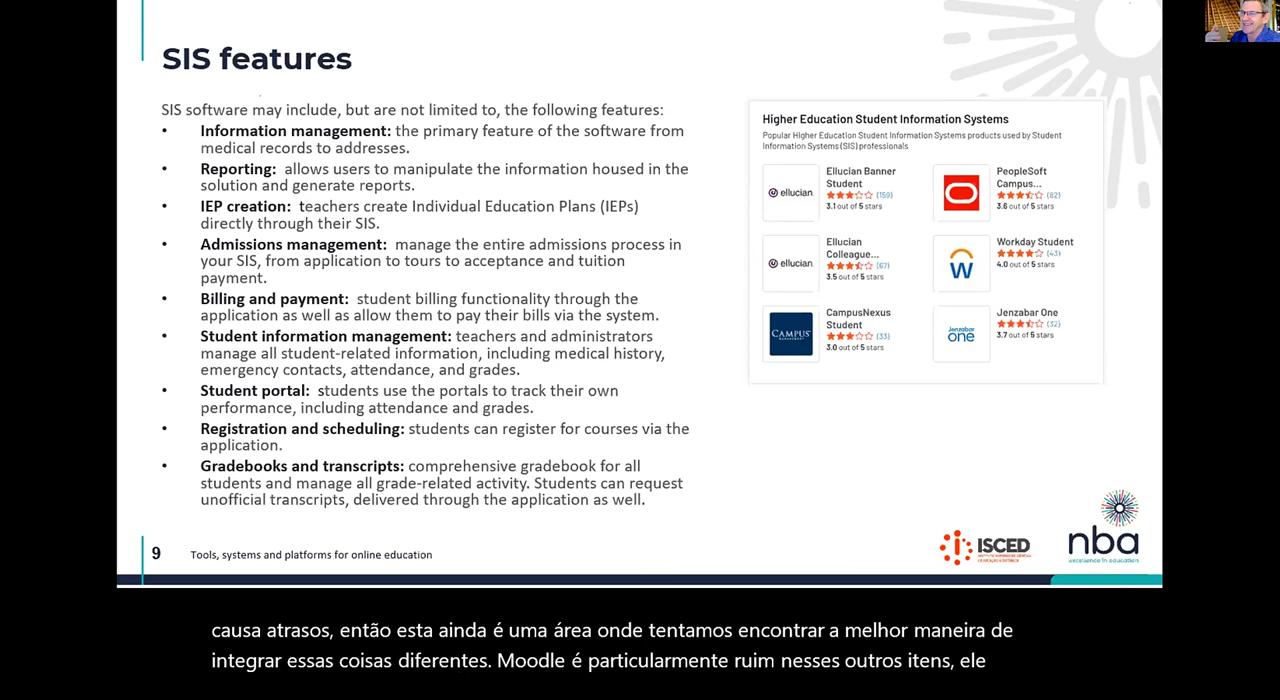 SIS features
SIS software may include, but are not limited to, the following features:
• Information management: the primary feature of the software from
medical records to addresses.
• Reporting: allows users to manipulate the information housed in the
solution and generate reports.
• IEP creation: teachers create Individual Education Plans (IEPs)
directly through their SIS.
• Admissions management: manage the entire admissions process in
your SIS, from application to tours to acceptance and tuition
payment.
• Billing and payment: student billing functionality through the
application as well as allow them to pay their bills via the system.
• Student information management: teachers and administrators
manage all student-related information, including medical history,
emergency contacts, attendance, and grades.
• Student portal: students use the portals to track their own
performance, including attendance and grades.
• Registration and scheduling: students can register for courses via the
application.
• Gradebooks and transcripts: comprehensive gradebook for all
students and manage all grade-related activity. Students can request
unofficial transcripts, delivered through the application as well.
Higher Education Student Information Systems
Popular Higher Education Student Information Systems products used by Student
Information Systems (SIS) professionals
ellucian
Ellucian Banner
Student
(159)
3.1 out of 5 stars
PeopleSoft
Campus...
(82)
3.6 out of 5 stars
ellucian
Ellucian
Colleague...
(67)
3.5 out of 5 stars
W
Workday Student
(43)
4.0 out of 5 stars
CAMPUS
MANAGEMENT
CampusNexus
Student
(33)
3.0 out of 5 stars
Jenzabar
one
Jenzabar One
(32)
3.7 out of 5 stars
9
Tools, systems and platforms for online education
ISCED
nba
excellence in education
causa atrasos, então esta ainda é uma área onde tentamos encontrar a melhor maneira de
integrar essas coisas diferentes. Moodle é particularmente ruim nesses outros itens, ele